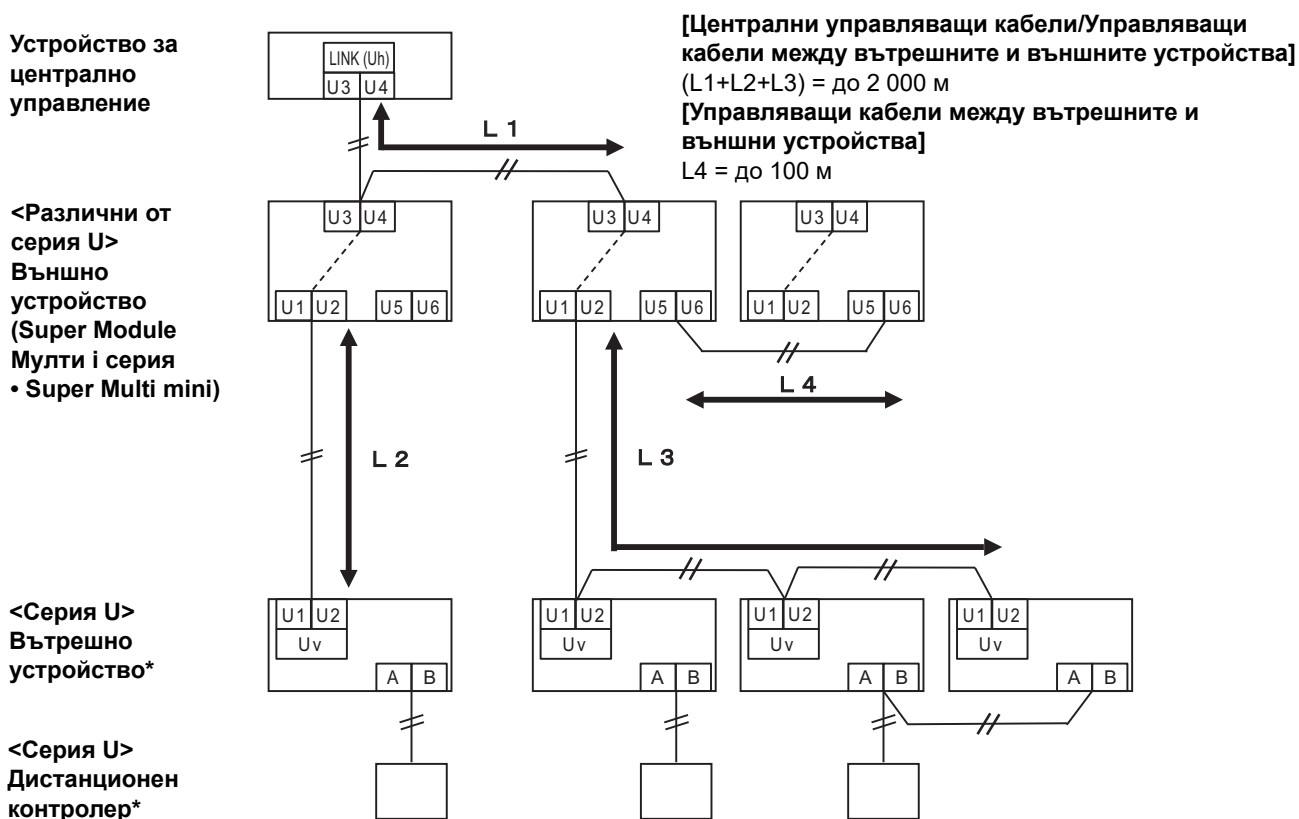 Устройство за
централно
управление
LINK (Uh)
U3 U4
[Централни управляващи кабели/Управляващи
кабели между вътрешните и външните устройства]
(L1+L2+L3) = до 2 000 м
[Управляващи кабели между вътрешните и
външни устройства]
L4 = до 100 м
L 1
<Различни от
серия U>
Външно
устройство
(Super Module
Мулти i серия
• Super Multi mini)
U3 U4
U3 U4
U3 U4
U1 U2 U5 U6
U1 U2 U5 U6
U1 U2 U5 U6
L 4
L 2
L 3
<Серия U>
Вътрешно
устройство*
U1 U2
Uv
A B
U1 U2
Uv
A B
U1 U2
Uv
A B
U1 U2
Uv
A B
<Серия U>
Дистанционен
контролер*